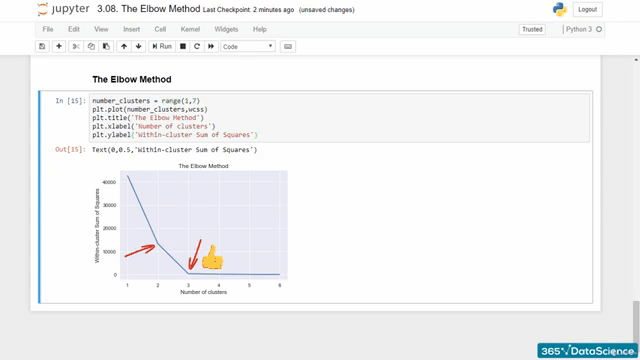 jupyter 3.08. The Elbow Method Last Checkpoint: 2 minutes ago (unsaved changes) Logout
File Edit View Insert Cell Kernel Widgets Help Trusted Python 3
Run Code
The Elbow Method
In [15]: number_clusters = range(1,7)
plt.plot(number_clusters,wcss)
plt.title('The Elbow Method')
plt.xlabel('Number of clusters')
plt.ylabel('Within-cluster Sum of Squares')
Out[15]: Text(0,0.5,'Within-cluster Sum of Squares')
The Elbow Method
Within-cluster Sum of Squares
40000
30000
20000
10000
0
1 2 3 4 5 6
Number of clusters
365 DataScience